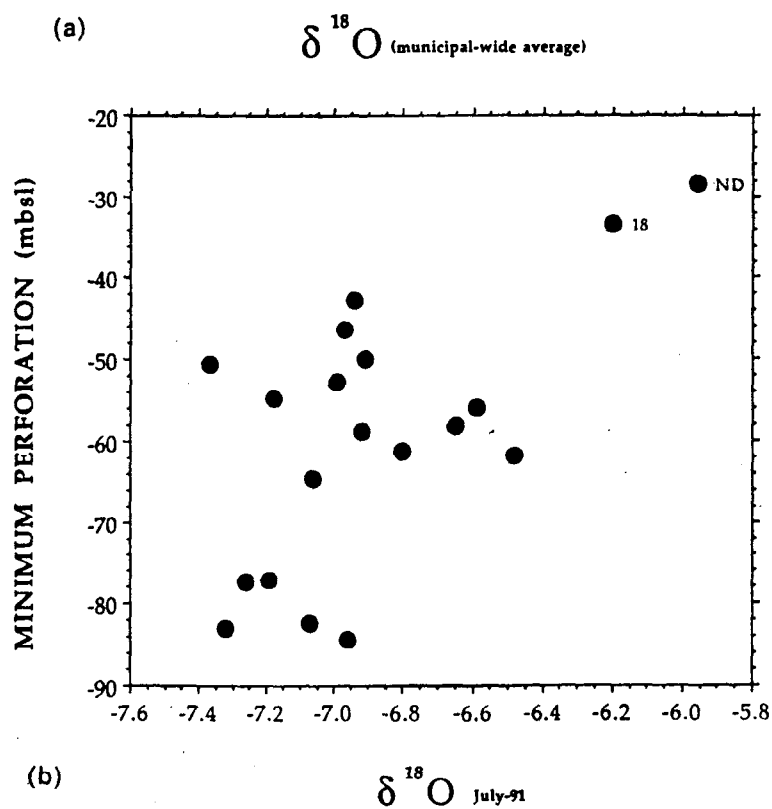 (a)
δ 18O (municipal-wide average)
-20
-30
-40
-50
-60
-70
-80
-90
MINIMUM PERFORATION (mbsl)
ND
18
-7.6 -7.4 -7.2 -7.0 -6.8 -6.6 -6.4 -6.2 -6.0 -5.8
(b)
δ 18O July-91